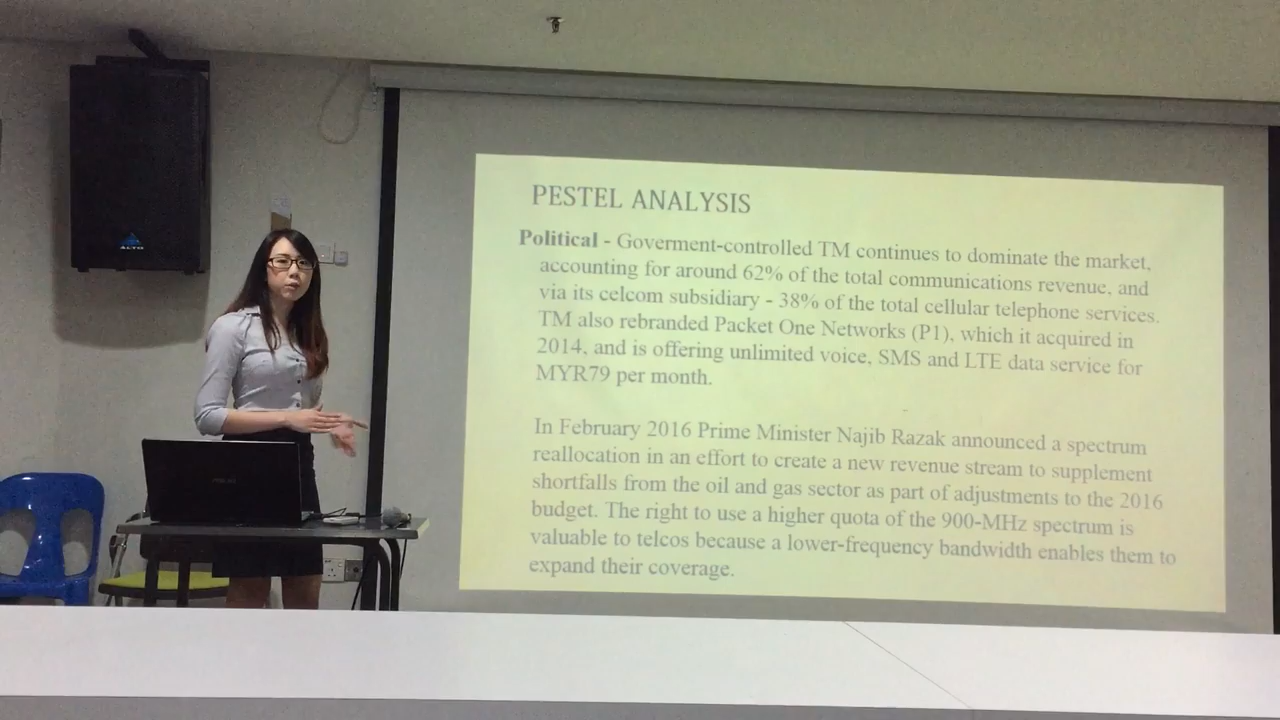 ALTO
PESTEL ANALYSIS
Political - Goverment-controlled TM continues to dominate the market,
accounting for around 62% of the total communications revenue, and
via its celcom subsidiary - 38% of the total cellular telephone services.
TM also rebranded Packet One Networks (P1), which it acquired in
2014, and is offering unlimited voice, SMS and LTE data service for
MYR79 per month.
In February 2016 Prime Minister Najib Razak announced a spectrum
reallocation in an effort to create a new revenue stream to supplement
shortfalls from the oil and gas sector as part of adjustments to the 2016
budget. The right to use a higher quota of the 900-MHz spectrum is
valuable to telcos because a lower-frequency bandwidth enables them to
expand their coverage.